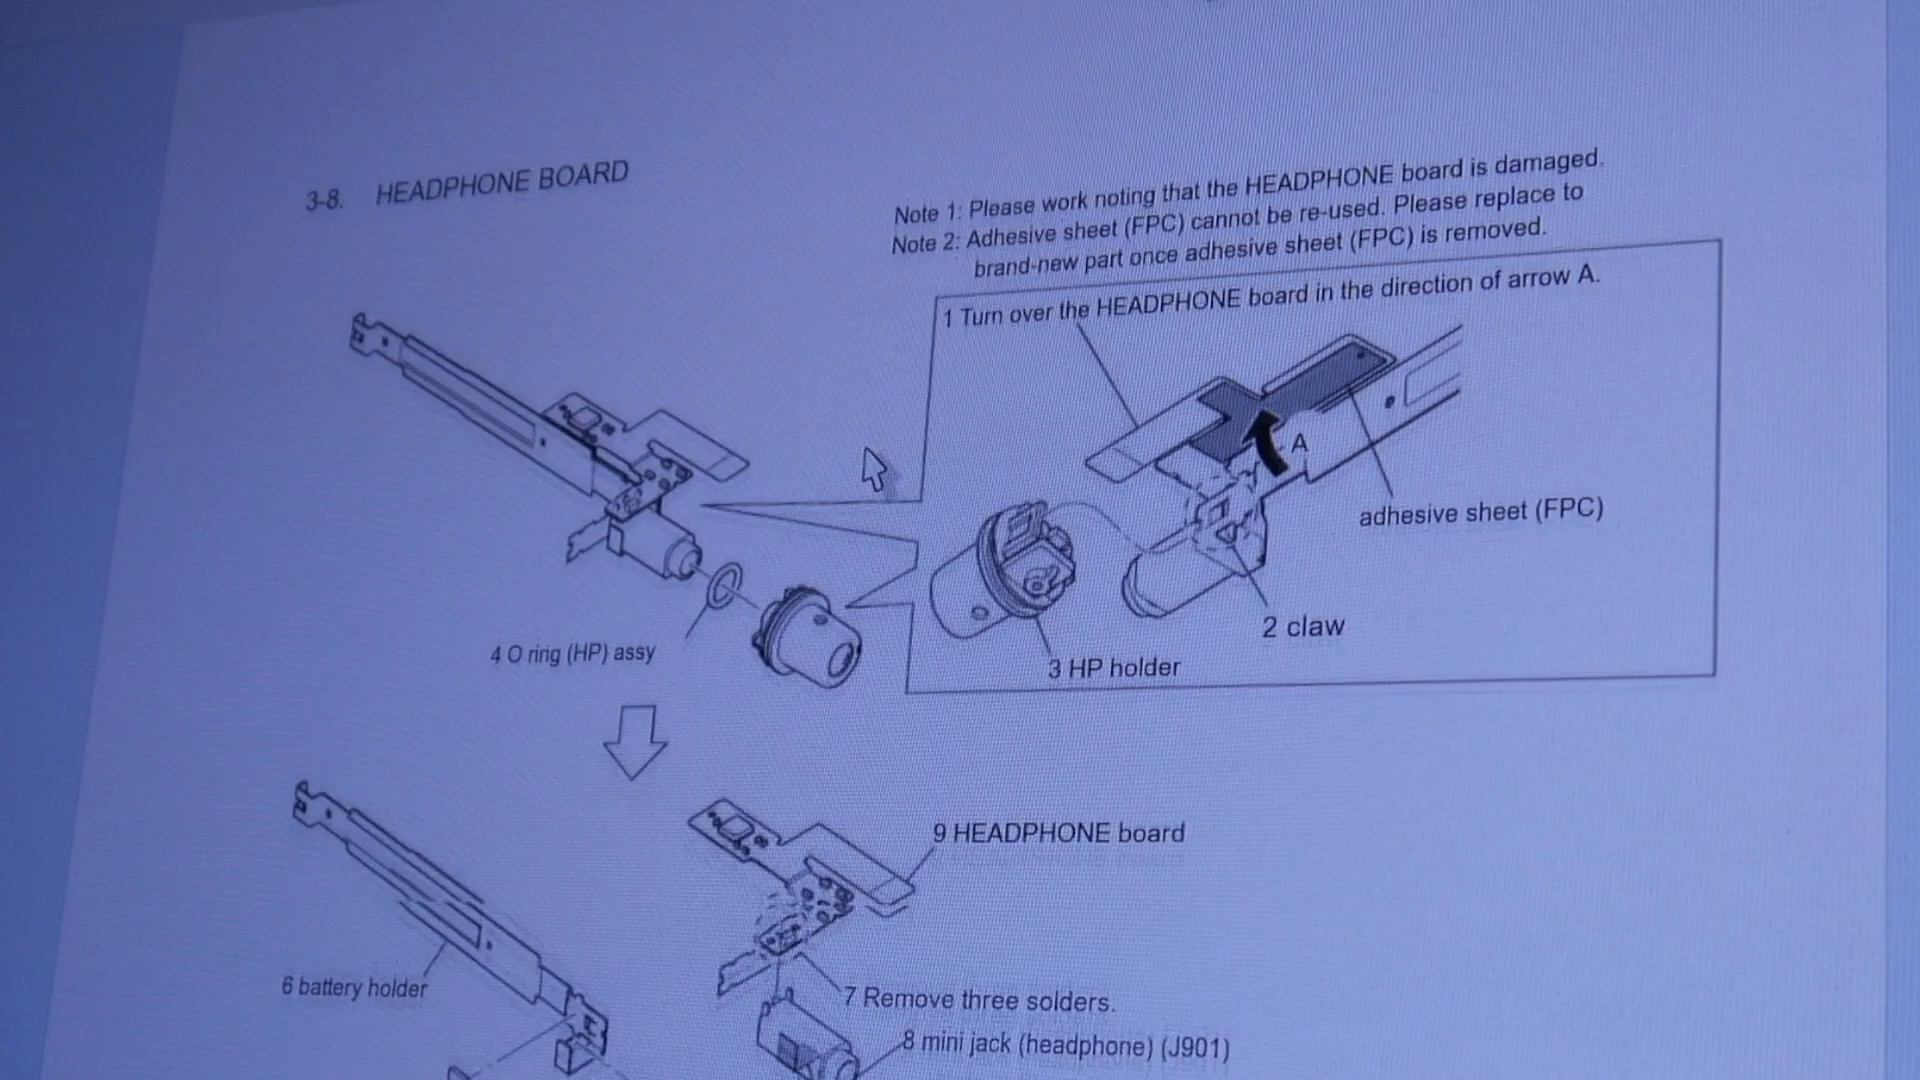 3-8. HEADPHONE BOARD
Note 1: Please work noting that the HEADPHONE board is damaged.
Note 2: Adhesive sheet (FPC) cannot be re-used. Please replace to
brand-new part once adhesive sheet (FPC) is removed.
1 Turn over the HEADPHONE board in the direction of arrow A.
A
adhesive sheet (FPC)
2 claw
3 HP holder
4 O ring (HP) assy
9 HEADPHONE board
6 battery holder
7 Remove three solders.
8 mini jack (headphone) (J901)